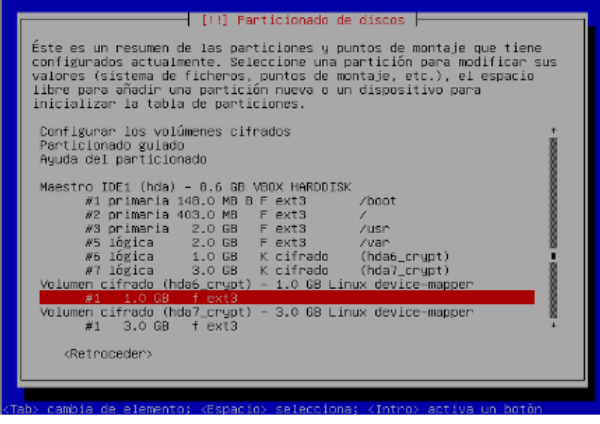 [!!] Particionado de discos
Éste es un resumen de las particiones y puntos de montaje que tiene
configurados actualmente. Seleccione una partición para modificar sus
valores (sistema de ficheros, puntos de montaje, etc.), el espacio
libre para añadir una partición nueva o un dispositivo para
inicializar la tabla de particiones.
Configurar los volúmenes cifrados
Particionado guiado
Ayuda del particionado
Maestro IDE1 (hda) - 8.6 GB VBOX HARDDISK
#1 primaria 148.0 MB B F ext3 /boot
#2 primaria 403.0 MB F ext3 /
#3 primaria 2.0 GB F ext3 /usr
#5 lógica 2.0 GB F ext3 /var
#6 lógica 1.0 GB K cifrado (hda6_crypt)
#7 lógica 3.0 GB K cifrado (hda7_crypt)
Volumen cifrado (hda6_crypt) - 1.0 GB Linux device-mapper
#1 1.0 GB f ext3
Volumen cifrado (hda7_crypt) - 3.0 GB Linux device-mapper
#1 3.0 GB f ext3
<Retroceder>
<Tab> cambia de elemento; <Espacio> selecciona; <Intro> activa un botón